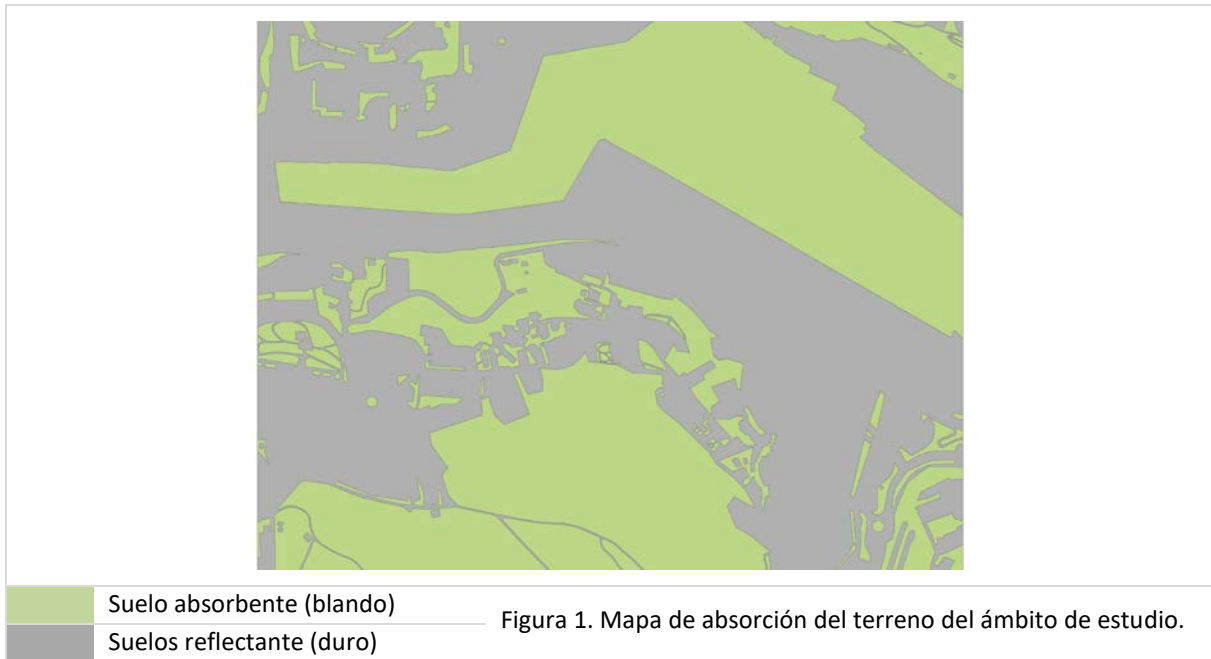 Suelo absorbente (blando)
Suelos reflectante (duro)
Figura 1. Mapa de absorción del terreno del ámbito de estudio.